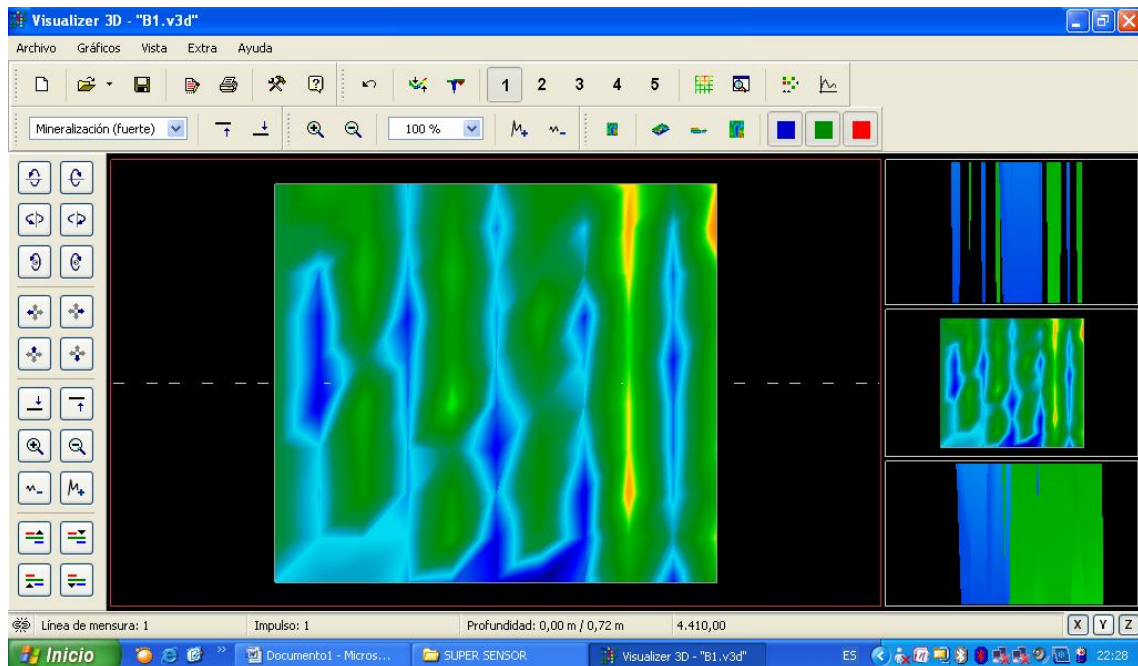 Visualizer 3D - "B1.v3d"
Archivo Gráficos Vista Extra Ayuda
1 2 3 4 5
Mineralización (fuerte) 100 %
Línea de mensura: 1 Impulso: 1 Profundidad: 0,00 m / 0,72 m 4.410,00 X Y Z
Inicio Documento1 - Micros... SUPER SENSOR Visualizer 3D - "B1.v3d" ES 22:28